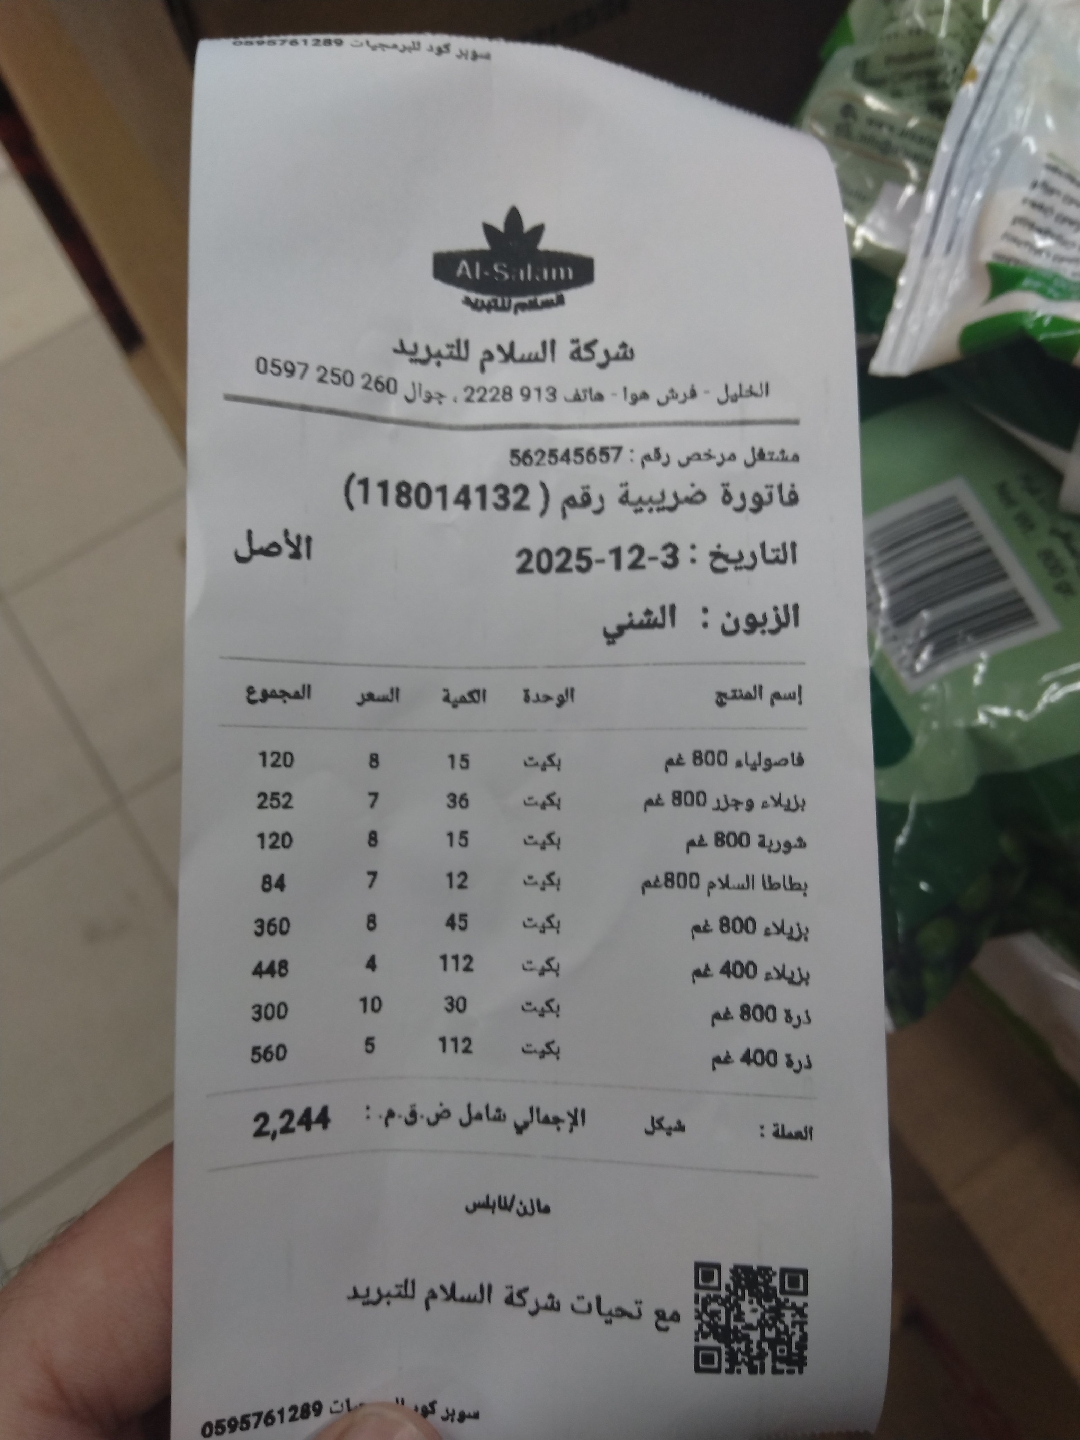 سوبر كود للبرمجيات 0595761289
Al-Salam
السلام للتبريد
شركة السلام للتبريد
الخليل - فرش هوا - هاتف 913 2228 ، جوال 260 250 0597
مشتغل مرخص رقم : 562545657
فاتورة ضريبية رقم ( 118014132)
التاريخ : 3-12-2025 الأصل
الزبون : الشني
إسم المنتج الوحدة الكمية السعر المجموع
فاصولياء 800 غم بكيت 15 8 120
بزيلاء وجزر 800 غم بكيت 36 7 252
شوربة 800 غم بكيت 15 8 120
بطاطا السلام 800غم بكيت 12 7 84
بزيلاء 800 غم بكيت 45 8 360
بزيلاء 400 غم بكيت 112 4 448
ذرة 800 غم بكيت 30 10 300
ذرة 400 غم بكيت 112 5 560
العملة : شيكل الإجمالي شامل ض.ق.م. : 2,244
مازن/نابلس
مع تحيات شركة السلام للتبريد
سوبر كود 0595761289